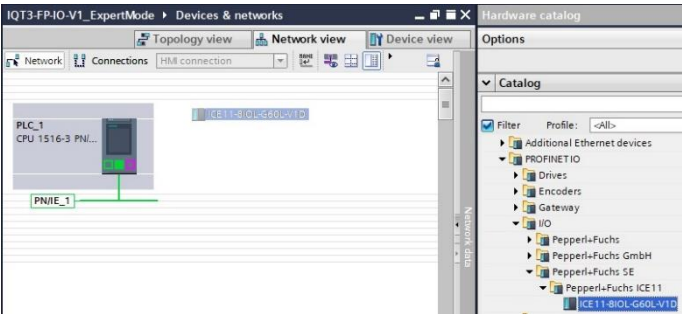 IQT3-FP-IO-V1_ExpertMode ▸ Devices & networks
Topology view
Network view
Device view
Network
Connections
HMI connection
ICE11-8IOL-G60L-V1D
PLC_1
CPU 1516-3 PN/...
PN/IE_1
Network data
Hardware catalog
Options
Catalog
Filter
Profile:
<All>
Additional Ethernet devices
PROFINET IO
Drives
Encoders
Gateway
I/O
Pepperl+Fuchs
Pepperl+Fuchs GmbH
Pepperl+Fuchs SE
Pepperl+Fuchs ICE11
ICE11-8IOL-G60L-V1D